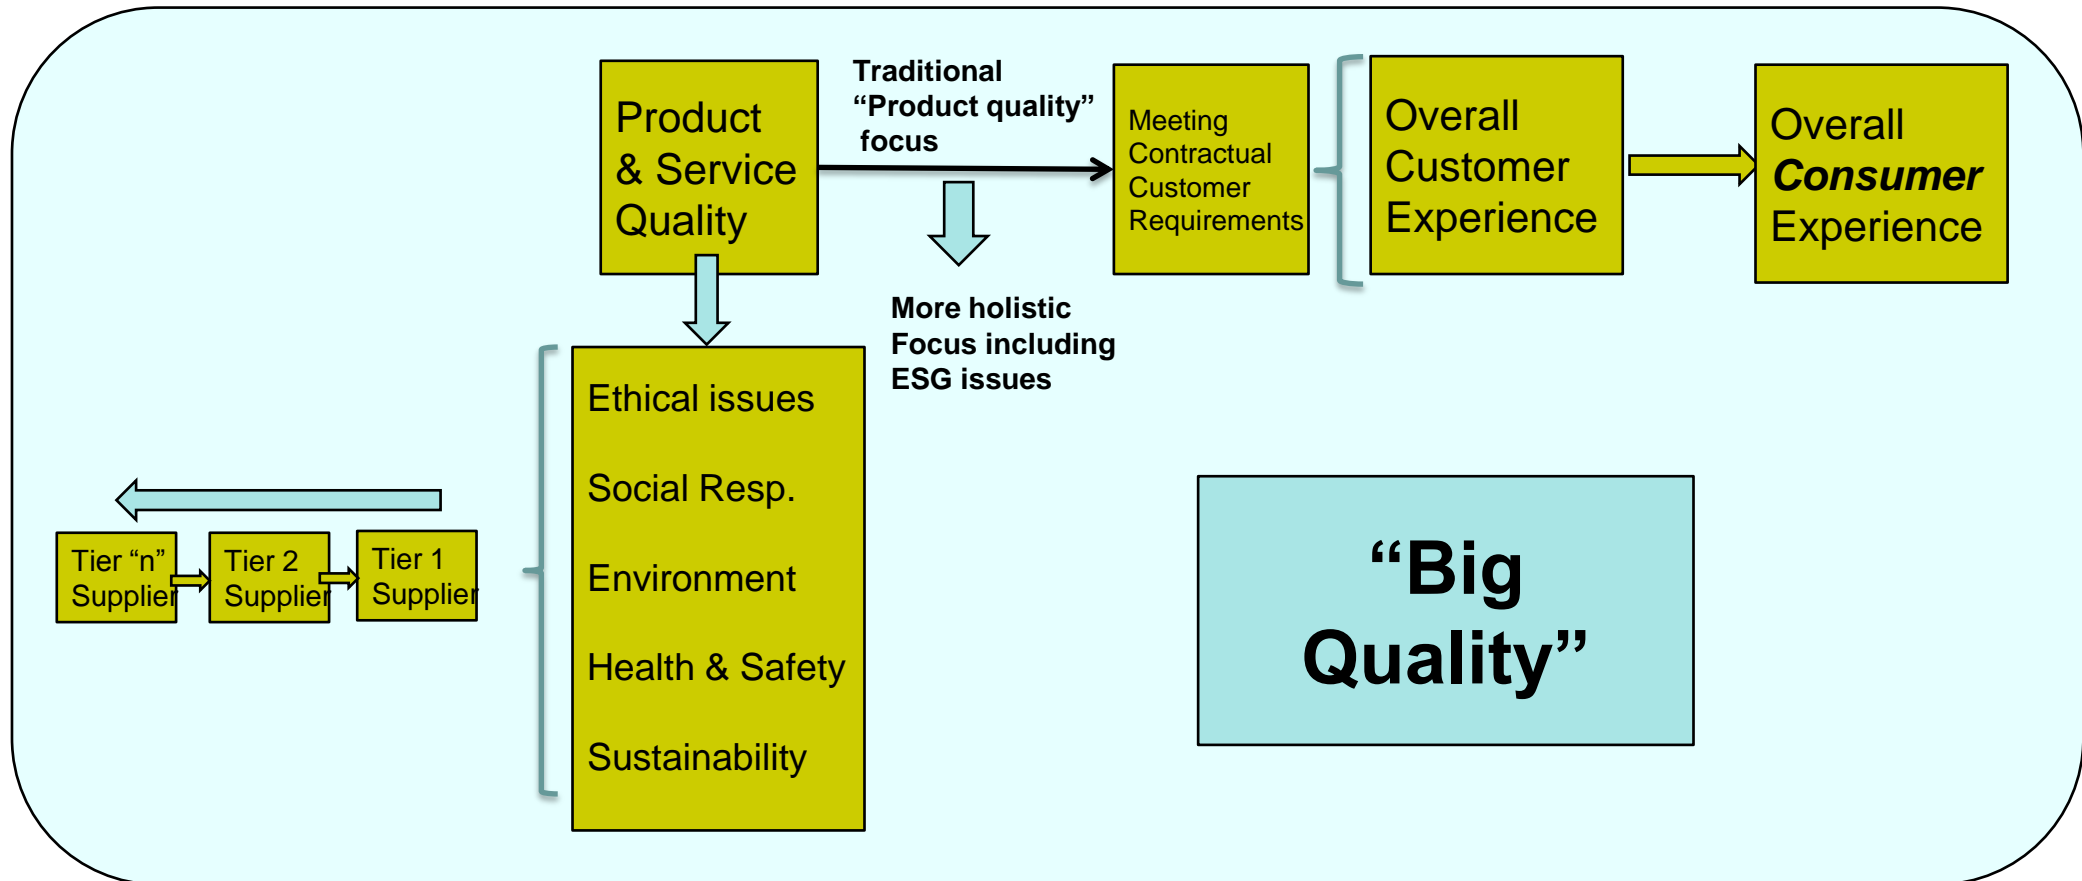 Product
& Service
Quality
Traditional
“Product quality”
focus
Meeting
Contractual
Customer
Requirements
Overall
Customer
Experience
Overall
Consumer
Experience
More holistic
Focus including
ESG issues
Ethical issues
Social Resp.
Environment
Health & Safety
Sustainability
Tier “n”
Supplier
Tier 2
Supplier
Tier 1
Supplier
“Big
Quality”